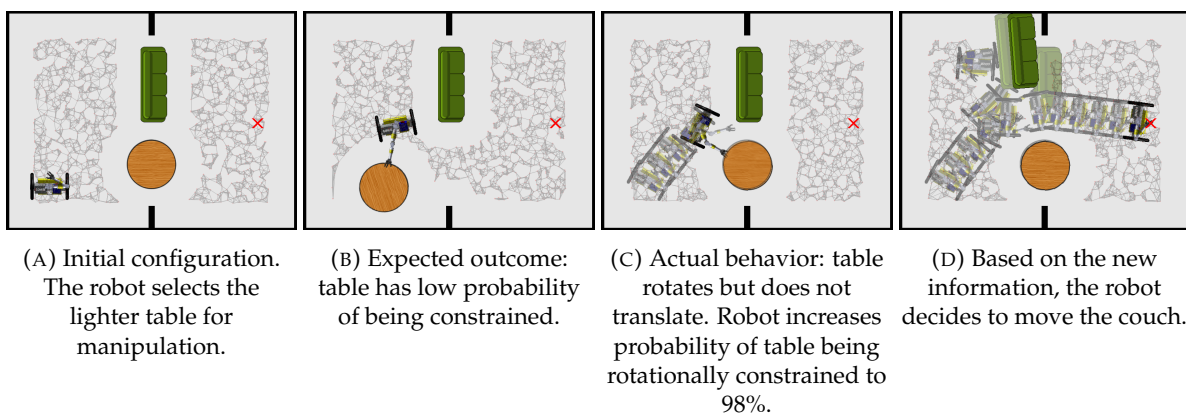 (A) Initial configuration.
The robot selects the
lighter table for
manipulation.
(B) Expected outcome:
table has low probability
of being constrained.
(C) Actual behavior: table
rotates but does not
translate. Robot increases
probability of table being
rotationally constrained to
98%.
(D) Based on the new
information, the robot
decides to move the couch.